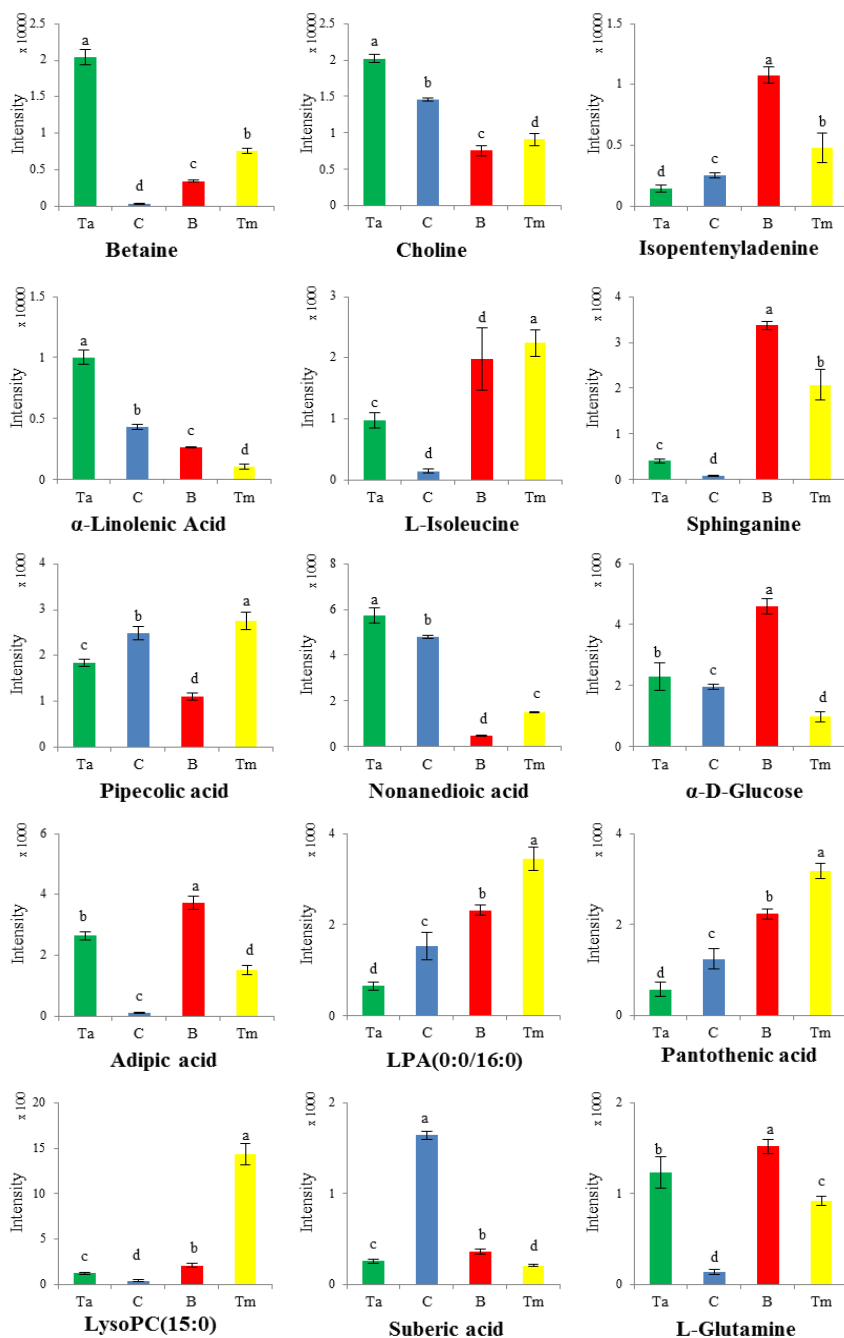 x 10000
2.5
2
1.5
1
0.5
0
Intensity
a
d
c
b
Ta C B Tm
Betaine
x 10000
2.5
2
1.5
1
0.5
0
Intensity
a
b
c
d
Ta C B Tm
Choline
x 10000
1
0.5
0
Intensity
d
c
a
b
Ta C B Tm
Isopentenyladenine
x 10000
1.5
1
0.5
0
Intensity
a
b
c
d
Ta C B Tm
α-Linolenic Acid
x 1000
3
2
1
0
Intensity
c
d
d
a
Ta C B Tm
L-Isoleucine
x 1000
4
3
2
1
0
Intensity
c
d
a
b
Ta C B Tm
Sphinganine
x 1000
4
3
2
1
0
Intensity
c
b
d
a
Ta C B Tm
Pipecolic acid
x 1000
8
6
4
2
0
Intensity
a
b
d
c
Ta C B Tm
Nonanedioic acid
x 1000
6
4
2
0
Intensity
b
c
a
d
Ta C B Tm
α-D-Glucose
x 1000
6
4
2
0
Intensity
b
c
a
d
Ta C B Tm
Adipic acid
x 1000
4
2
0
Intensity
d
c
b
a
Ta C B Tm
LPA(0:0/16:0)
x 1000
4
2
0
Intensity
d
c
b
a
Ta C B Tm
Pantothenic acid
x 100
20
15
10
5
0
Intensity
c
d
b
a
Ta C B Tm
LysoPC(15:0)
x 1000
2
1
0
Intensity
c
a
b
d
Ta C B Tm
Suberic acid
x 1000
2
1
0
Intensity
b
d
a
c
Ta C B Tm
L-Glutamine